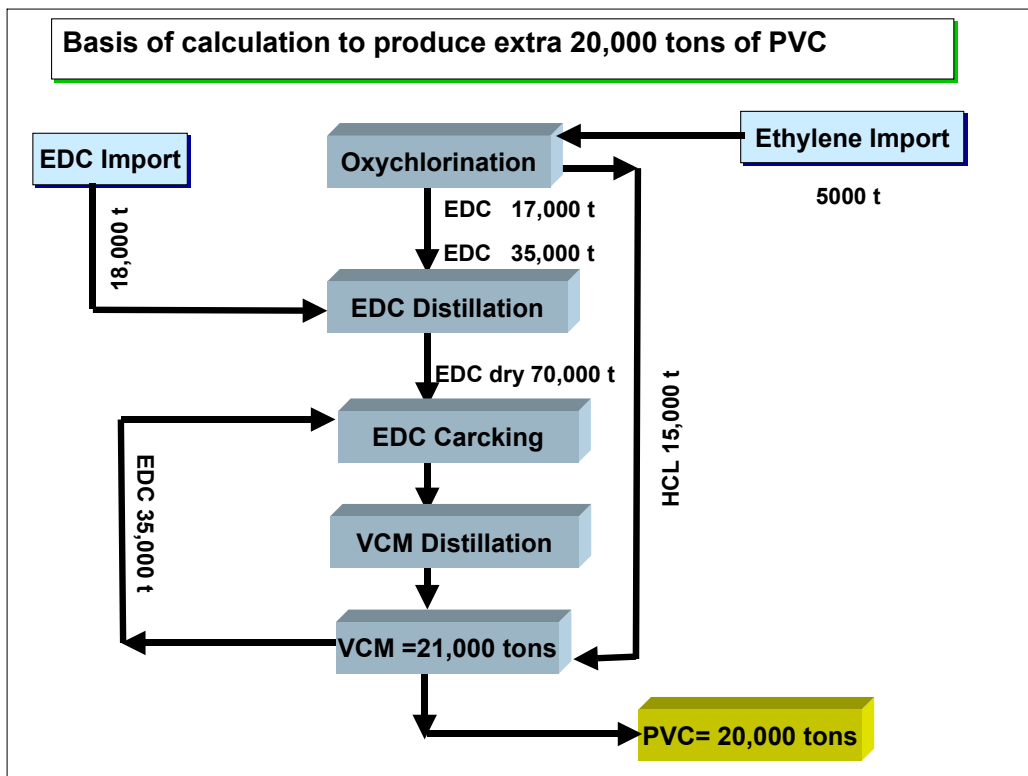 Basis of calculation to produce extra 20,000 tons of PVC
EDC Import
Oxychlorination
Ethylene Import
5000 t
18,000 t
EDC 17,000 t
EDC 35,000 t
EDC Distillation
EDC dry 70,000 t
EDC Carcking
HCL 15,000 t
EDC 35,000 t
VCM Distillation
VCM =21,000 tons
PVC= 20,000 tons